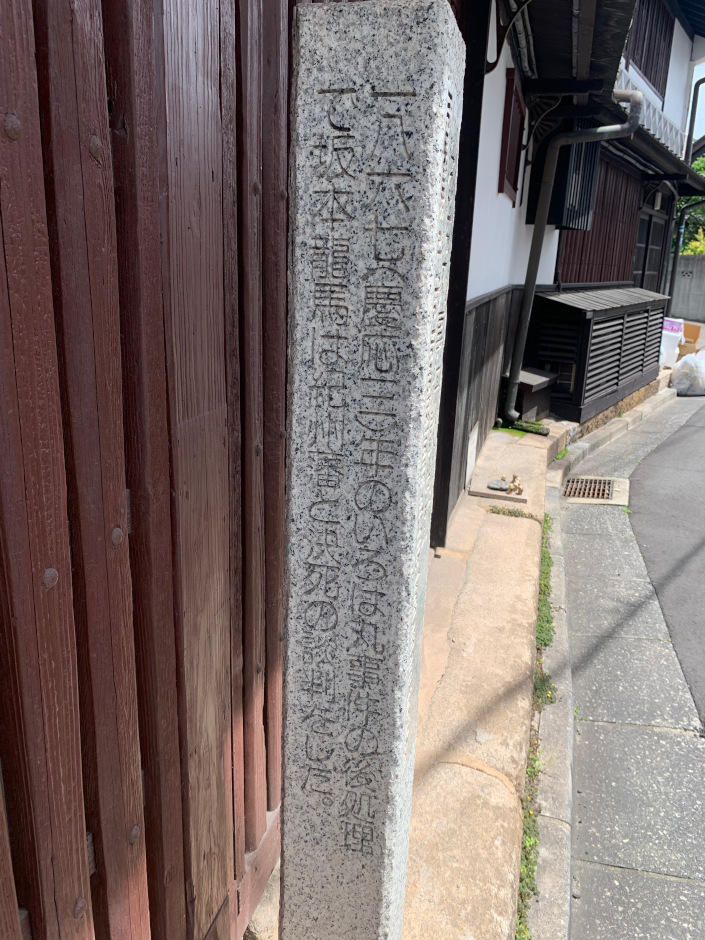 一八六七慶応三年のいろは丸事件の後処理
で坂本龍馬は紀州藩と決死の談判をした。